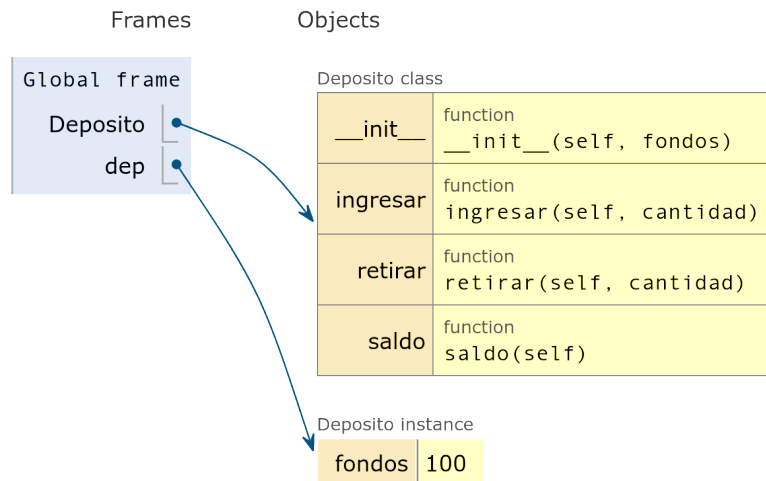 Frames Objects
Global frame
Deposito
dep
Deposito class
__init__ function
__init__(self, fondos)
ingresar function
ingresar(self, cantidad)
retirar function
retirar(self, cantidad)
saldo function
saldo(self)
Deposito instance
fondos 100